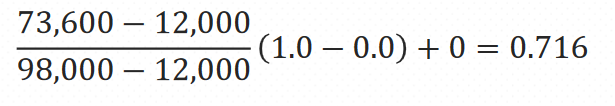 73,600 − 12,000
98,000 − 12,000
(1.0 − 0.0) + 0 = 0.716